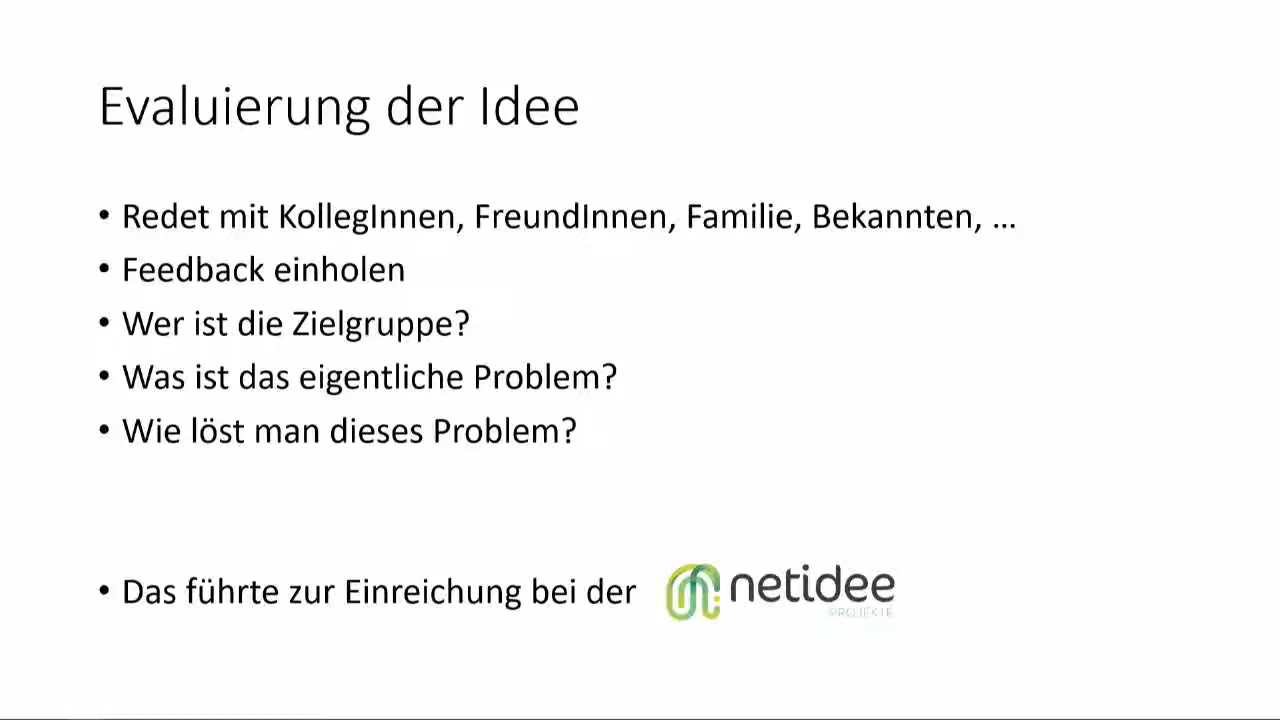 Evaluierung der Idee
• Redet mit KollegInnen, FreundInnen, Familie, Bekannten, ...
• Feedback einholen
• Wer ist die Zielgruppe?
• Was ist das eigentliche Problem?
• Wie löst man dieses Problem?
• Das führte zur Einreichung bei der netidee
PROJEKTE